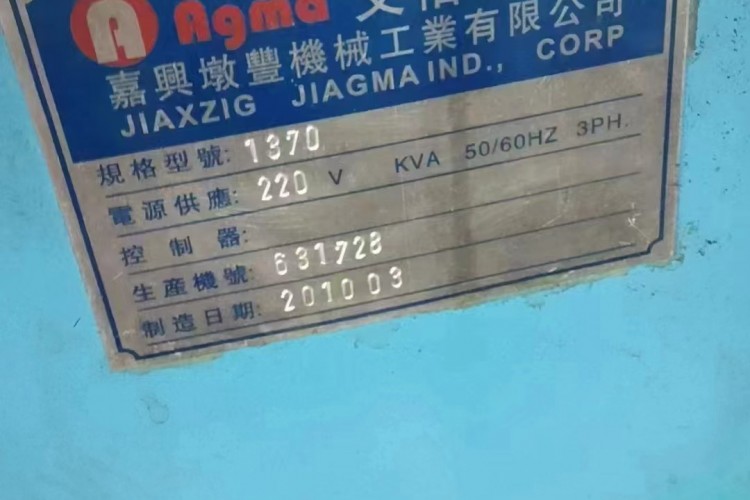 Agma
嘉興墩豐機械工業有限公司
JIAXZIG JIAGMA IND., CORP
規格型號: 1370
電源供應: 220 V KVA 50/60HZ 3PH.
控制器:
生産機號: 631728
制造日期: 201003